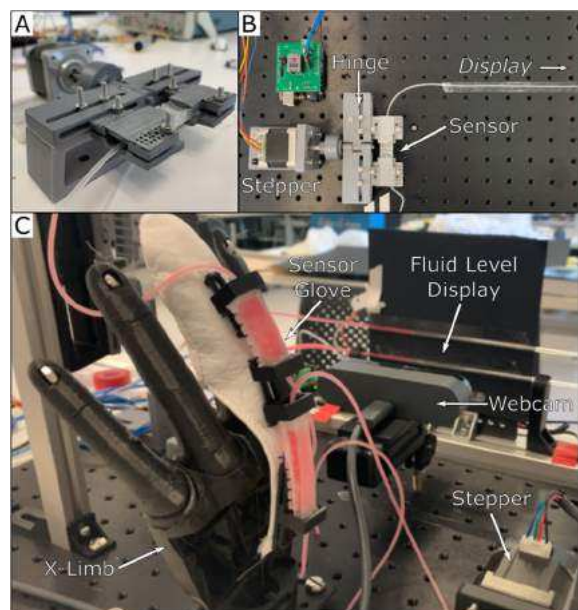 A
B
Hinge
Display
Sensor
Stepper
C
Sensor
Glove
Fluid Level
Display
Webcam
Stepper
X-Limb